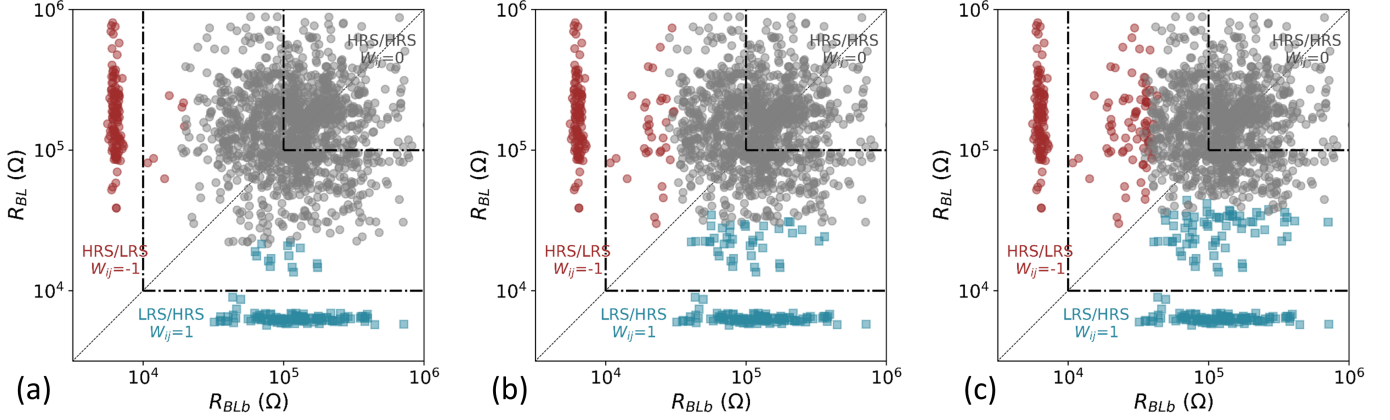 10⁶
10⁵
10⁴
R_BL (Ω)
HRS/HRS
W_ij=0
HRS/LRS
W_ij=-1
LRS/HRS
W_ij=1
10⁴
10⁵
10⁶
R_BLb (Ω)
(a)
10⁶
10⁵
10⁴
R_BL (Ω)
HRS/HRS
W_ij=0
HRS/LRS
W_ij=-1
LRS/HRS
W_ij=1
10⁴
10⁵
10⁶
R_BLb (Ω)
(b)
10⁶
10⁵
10⁴
R_BL (Ω)
HRS/HRS
W_ij=0
HRS/LRS
W_ij=-1
LRS/HRS
W_ij=1
10⁴
10⁵
10⁶
R_BLb (Ω)
(c)